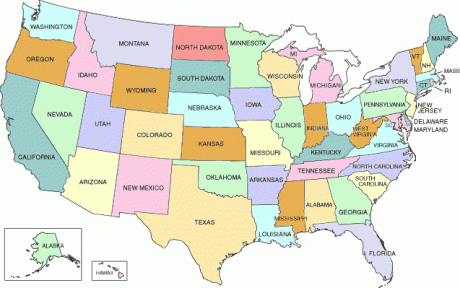 WASHINGTON
MAINE
MONTANA
NORTH DAKOTA
MINNESOTA
MI
VT
NH
OREGON
IDAHO
SOUTH DAKOTA
WISCONSIN
MICHIGAN
NEW YORK
MASS
CT
RI
WYOMING
IOWA
PENNSYLVANIA
NEW
JERSEY
NEVADA
NEBRASKA
ILLINOIS
INDIANA
OHIO
DELAWARE
MARYLAND
UTAH
COLORADO
WEST
VIRGINIA
DC
VIRGINIA
CALIFORNIA
KANSAS
MISSOURI
KENTUCKY
NORTH CAROLINA
TENNESSEE
ARIZONA
NEW MEXICO
OKLAHOMA
ARKANSAS
SOUTH
CAROLINA
TEXAS
MISSISSIPPI
ALABAMA
GEORGIA
LOUISIANA
FLORIDA
ALASKA
HAWAII